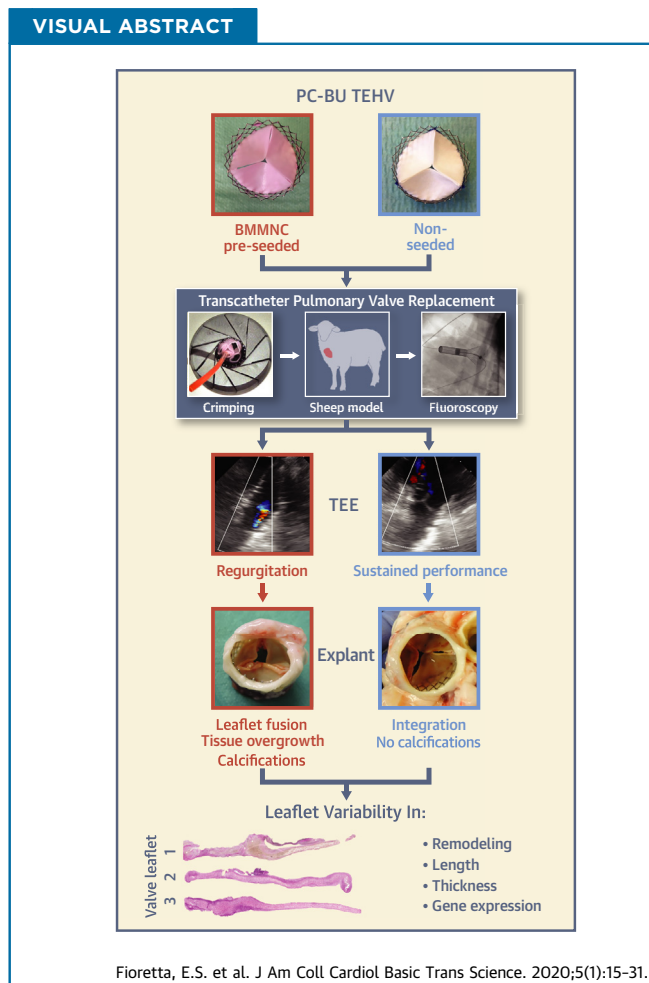 VISUAL ABSTRACT
PC-BU TEHV
BMMNC
pre-seeded
Non-
seeded
Transcatheter Pulmonary Valve Replacement
Crimping
Sheep model
Fluoroscopy
TEE
Regurgitation
Sustained performance
Explant
Leaflet fusion
Tissue overgrowth
Calcifications
Integration
No calcifications
Leaflet Variability In:
Valve leaflet
1
2
3
• Remodeling
• Length
• Thickness
• Gene expression
Fioretta, E.S. et al. J Am Coll Cardiol Basic Trans Science. 2020;5(1):15–31.